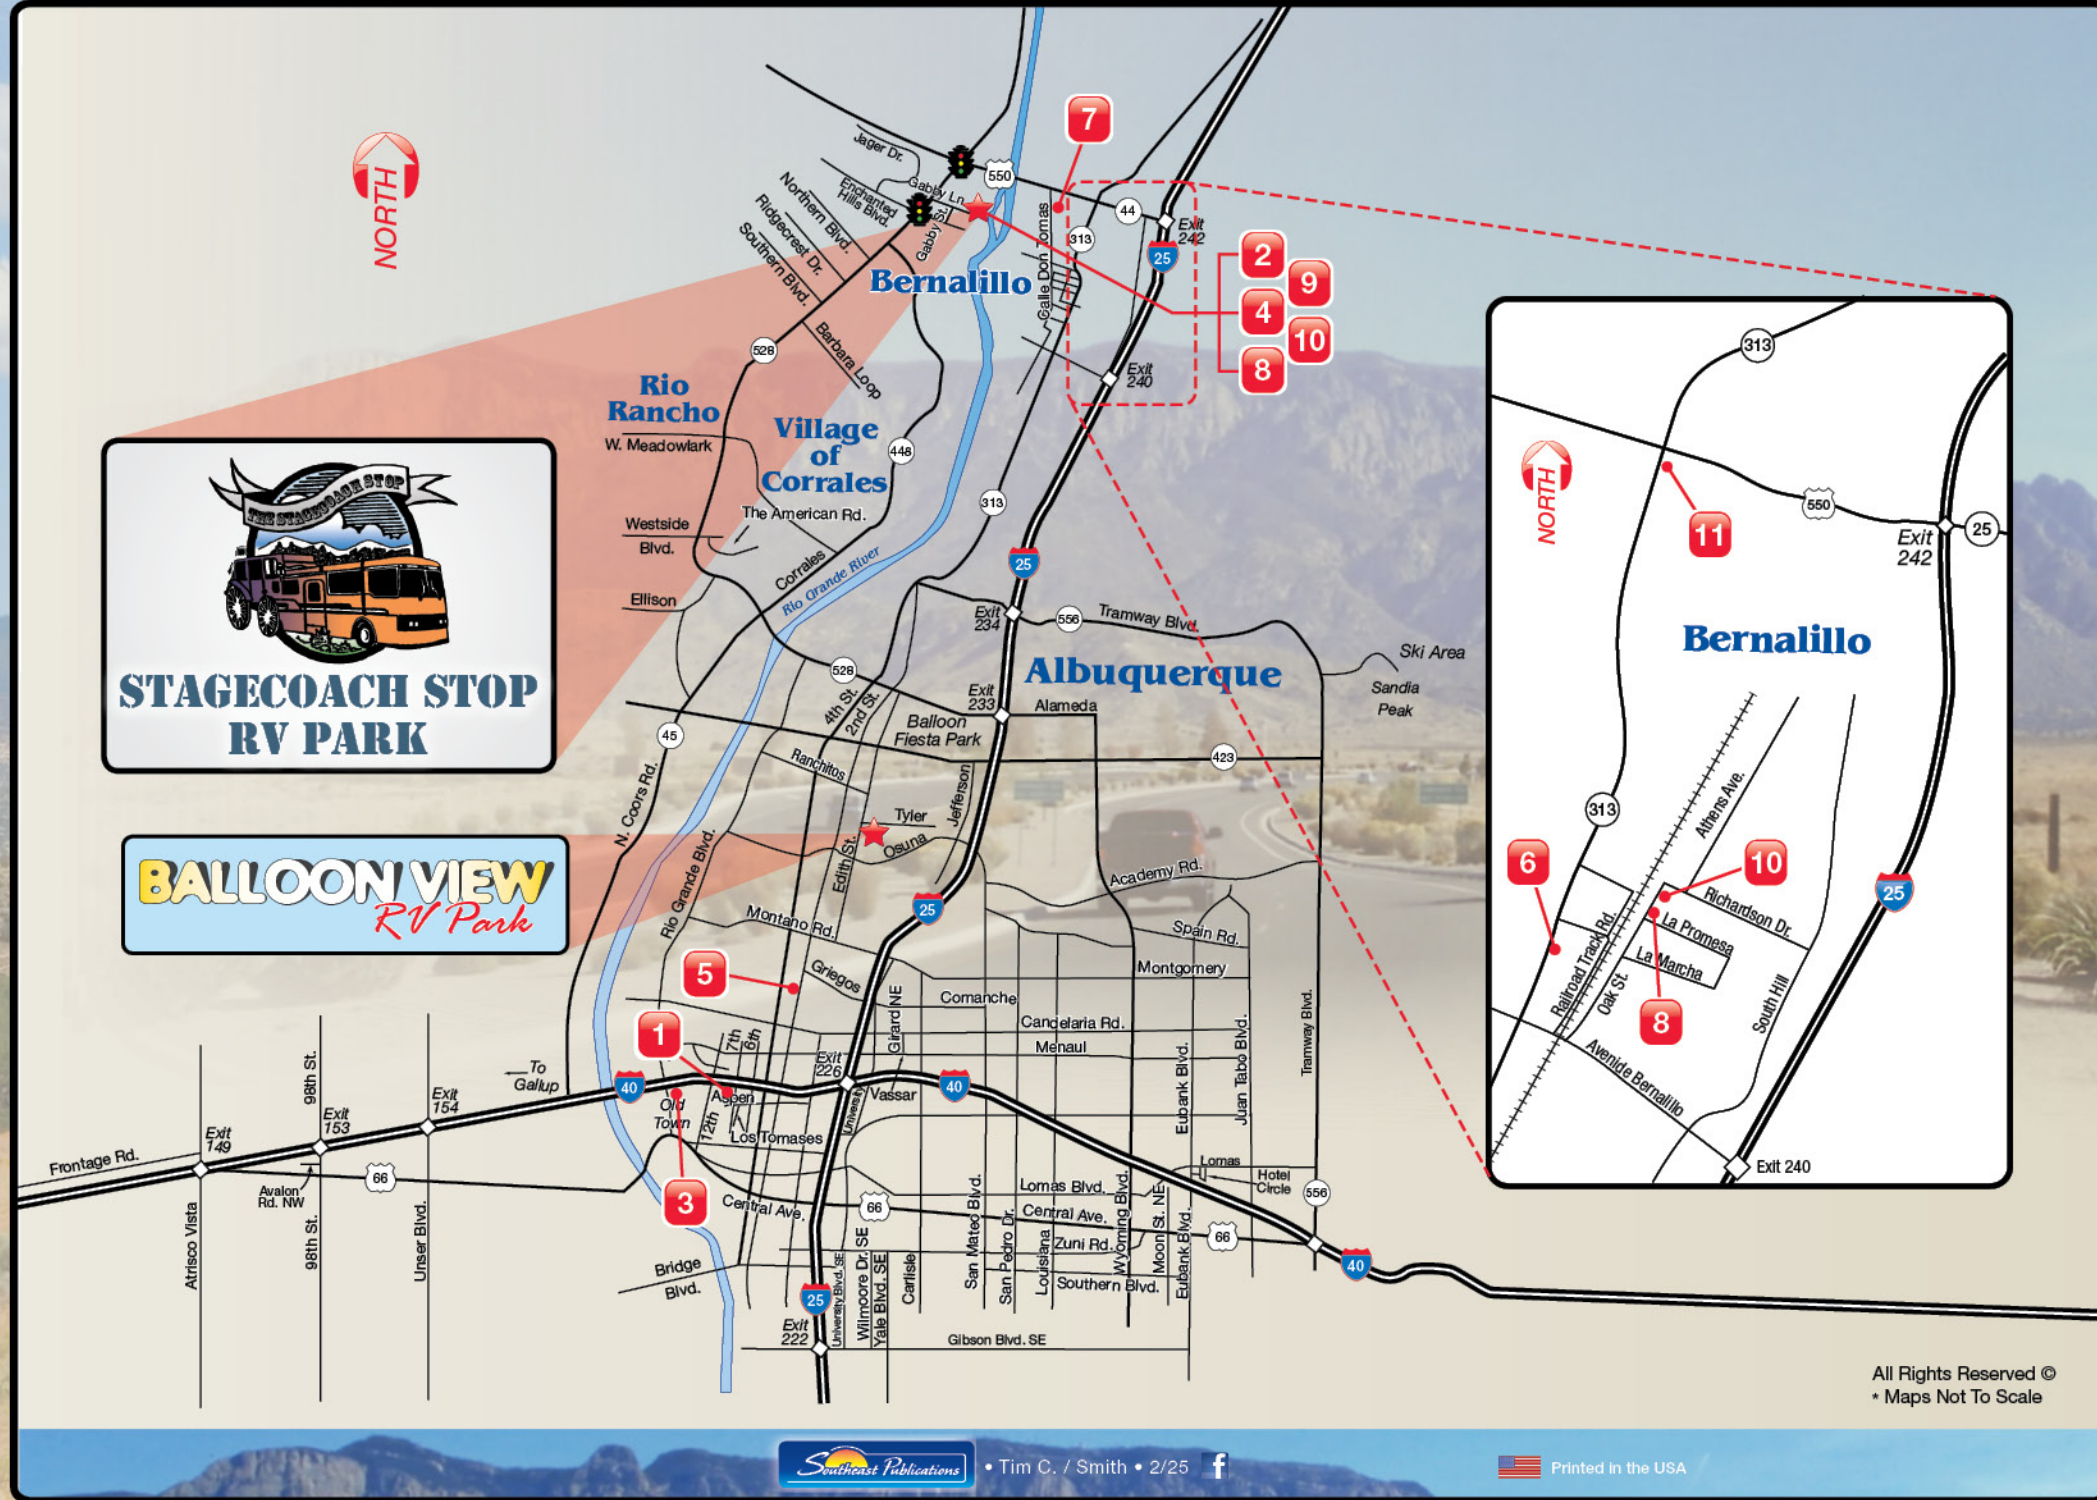 NORTH
Jager Dr.
550
7
Gabby Ln.
Enchanted
Hills Blvd.
Northern Blvd.
Ridgecrest Dr.
Southern Blvd.
Gabby St.
Calle Don Tomas
44
313
Exit
242
25
2
9
4
10
8
Bernalillo
528
Barbara Loop
Exit
240
Rio
Rancho
W. Meadowlark
Village
of
Corrales
448
313
The American Rd.
Westside
Blvd.
Corrales
Rio Grande River
25
Ellison
Exit
234
556
Tramway Blvd.
Ski Area
Sandia
Peak
Albuquerque
528
4th St.
2nd St.
Exit
233
Alameda
Balloon
Fiesta Park
45
423
Ranchitos
N. Coors Rd.
Jefferson
Tyler
Osuna
Edith St.
Rio Grande Blvd.
Academy Rd.
25
Montano Rd.
Spain Rd.
5
Griegos
Montgomery
Girard NE
Comanche
Candelaria Rd.
Menaul
1
7th
6th
Exit
226
Eubank Blvd.
Juan Tabo Blvd.
Tramway Blvd.
To
Gallup
40
40
Old
Town
Aspen
12th
Los Tomases
University
Vassar
98th St.
Exit
154
Exit
153
Exit
149
Frontage Rd.
66
Avalon
Rd. NW
Atrisco Vista
98th St.
Unser Blvd.
3
Central Ave.
66
Lomas Blvd.
Lomas
Hotel
Circle
556
Central Ave.
66
Zuni Rd.
Southern Blvd.
San Mateo Blvd.
San Pedro Dr.
Louisiana
Wyoming Blvd.
Moon St. NE
Eubank Blvd.
40
Bridge
Blvd.
25
University Blvd. SE
Wilmoore Dr. SE
Yale Blvd. SE
Carlisle
Exit
222
Gibson Blvd. SE
THE STAGECOACH STOP
STAGECOACH STOP
RV PARK
BALLOON VIEW
RV Park
313
NORTH
550
11
Exit
242
25
Bernalillo
Athens Ave.
313
6
10
25
Richardson Dr.
La Promesa
La Marcha
Railroad Track Rd.
Oak St.
8
South Hill
Avenide Bernalillo
Exit 240
All Rights Reserved ©
* Maps Not To Scale
Southeast Publications • Tim C. / Smith • 2/25 f
Printed in the USA